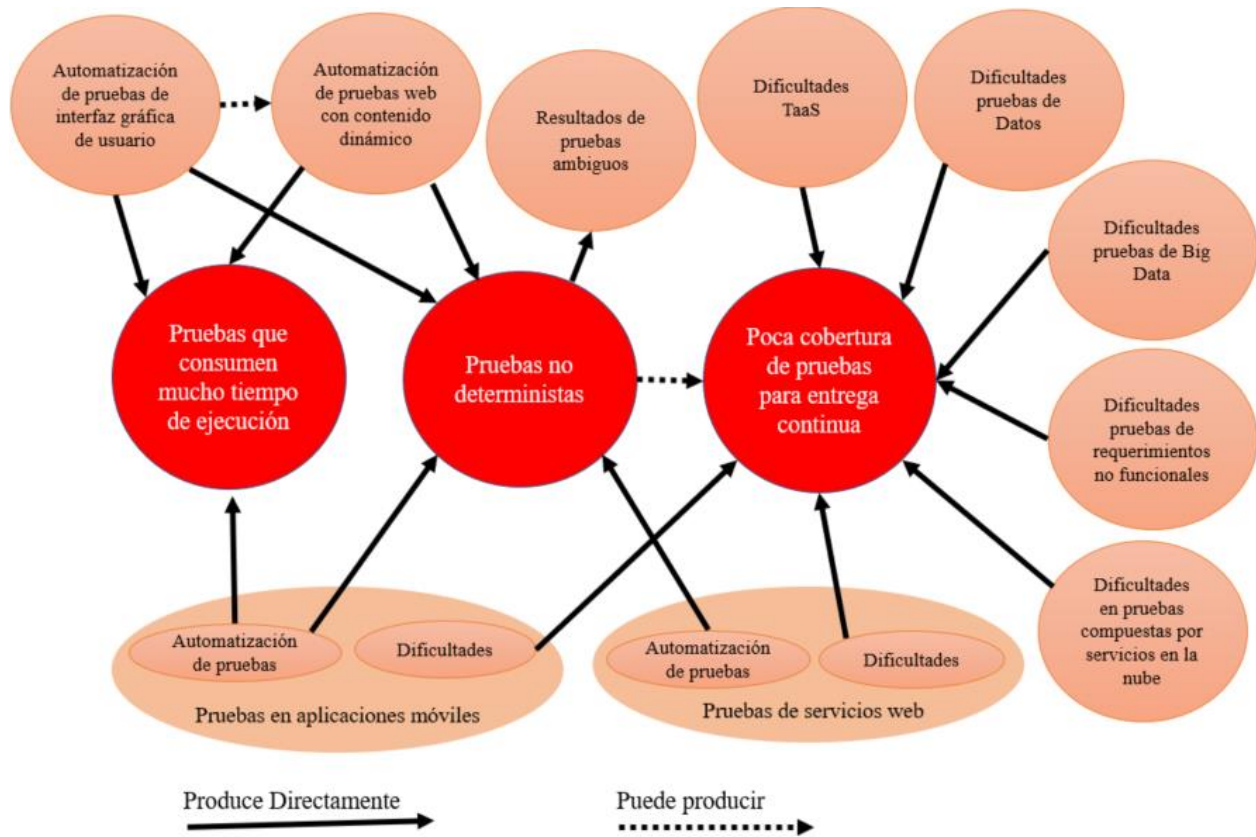 Automatización
de pruebas de
interfaz gráfica
de usuario
Automatización
de pruebas web
con contenido
dinámico
Resultados de
pruebas
ambiguos
Dificultades
TaaS
Dificultades
pruebas de
Datos
Dificultades
pruebas de Big
Data
Pruebas que
consumen
mucho tiempo
de ejecución
Pruebas no
deterministas
Poca cobertura
de pruebas
para entrega
continua
Dificultades
pruebas de
requerimientos
no funcionales
Dificultades
en pruebas
compuestas por
servicios en la
nube
Automatización
de pruebas
Dificultades
Pruebas en aplicaciones móviles
Automatización
de pruebas
Dificultades
Pruebas de servicios web
Produce Directamente
Puede producir